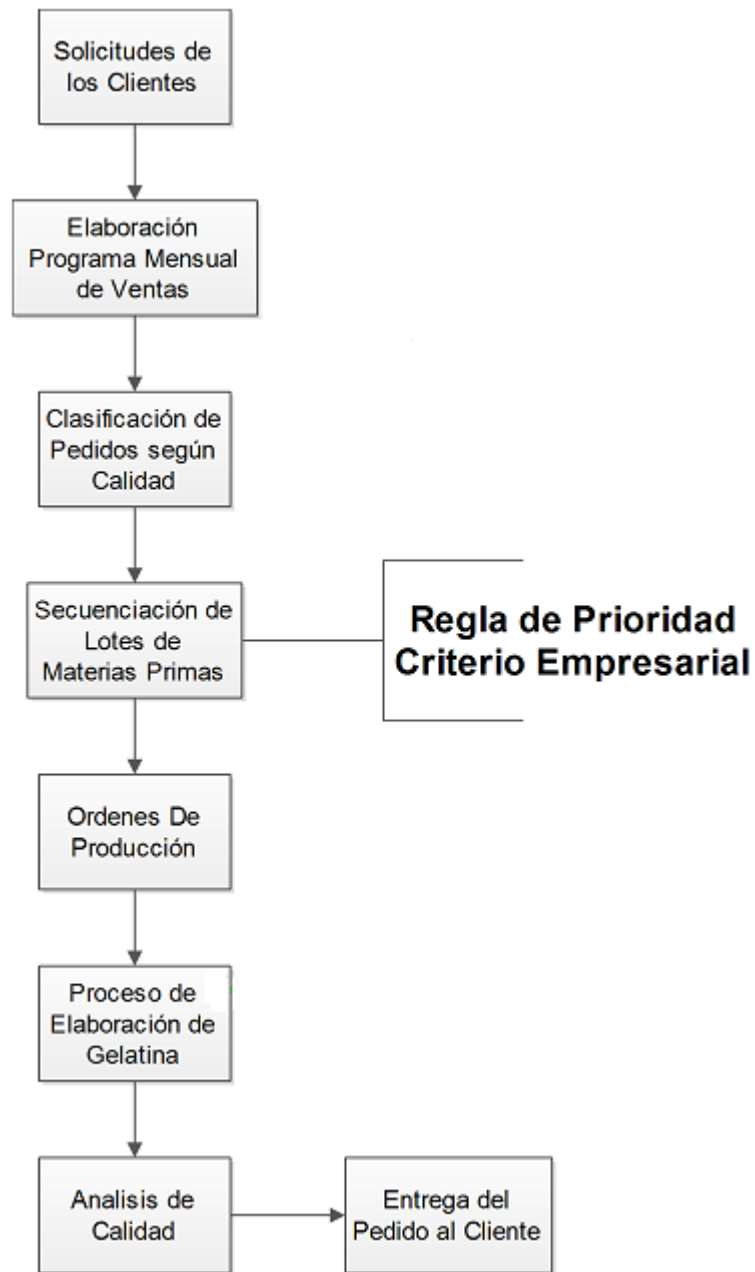 Solicitudes de
los Clientes
Elaboración
Programa Mensual
de Ventas
Clasificación de
Pedidos según
Calidad
Secuenciación de
Lotes de
Materias Primas
Regla de Prioridad
Criterio Empresarial
Ordenes De
Producción
Proceso de
Elaboración de
Gelatina
Analisis de
Calidad
Entrega del
Pedido al Cliente